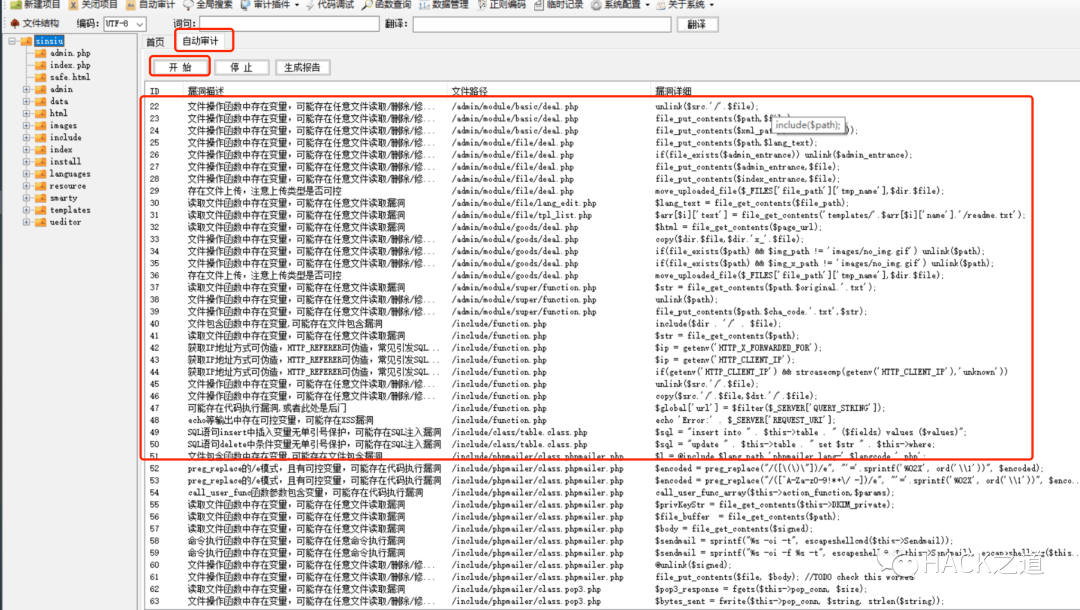 新建项目 关闭项目 自动审计 全局搜索 审计插件 代码调试 函数查询 数据管理 正则编码 临时记录 系统配置 关于系统
文件结构 编码: UTF-8 词句: 翻译: 翻译
xinsiu
admin.php
index.php
safe.html
admin
data
html
images
include
index
install
languages
resource
smarty
templates
ueditor
首页 自动审计
开 始 停 止 生成报告
ID 漏洞描述 文件路径 漏洞详细
22 文件操作函数中存在变量，可能存在任意文件读取/删除/修... /admin/module/basic/deal.php unlink($src.'/'.$file);
23 文件操作函数中存在变量，可能存在任意文件读取/删除/修... /admin/module/basic/deal.php file_put_contents($path,
include($path);
24 文件操作函数中存在变量，可能存在任意文件读取/删除/修... /admin/module/basic/deal.php file_put_contents($xml_pa
25 文件操作函数中存在变量，可能存在任意文件读取/删除/修... /admin/module/file/deal.php file_put_contents($path,$lang_text);
26 文件操作函数中存在变量，可能存在任意文件读取/删除/修... /admin/module/file/deal.php if(file_exists($admin_entrance)) unlink($admin_entrance);
27 文件操作函数中存在变量，可能存在任意文件读取/删除/修... /admin/module/file/deal.php file_put_contents($admin_entrance,$file);
28 文件操作函数中存在变量，可能存在任意文件读取/删除/修... /admin/module/file/deal.php file_put_contents($index_entrance,$file);
29 存在文件上传，注意上传类型是否可控 /admin/module/file/deal.php move_uploaded_file($_FILES['file_path']['tmp_name'],$dir.$file);
30 读取文件函数中存在变量，可能存在任意文件读取漏洞 /admin/module/file/lang_edit.php $lang_text = file_get_contents($file_path);
31 读取文件函数中存在变量，可能存在任意文件读取漏洞 /admin/module/file/tpl_list.php $arr[$i]['text'] = file_get_contents('templates/'.$arr[$i]['name'].'/readme.txt');
32 读取文件函数中存在变量，可能存在任意文件读取漏洞 /admin/module/goods/deal.php $html = file_get_contents($page_url);
33 文件操作函数中存在变量，可能存在任意文件读取/删除/修... /admin/module/goods/deal.php copy($dir.$file,$dir.'x_'.$file);
34 文件操作函数中存在变量，可能存在任意文件读取/删除/修... /admin/module/goods/deal.php if(file_exists($path) && $img_path != 'images/no_img.gif') unlink($path);
35 文件操作函数中存在变量，可能存在任意文件读取/删除/修... /admin/module/goods/deal.php if(file_exists($path) && $img_x_path != 'images/no_img.gif') unlink($path);
36 存在文件上传，注意上传类型是否可控 /admin/module/goods/deal.php move_uploaded_file($_FILES['file_path']['tmp_name'],$dir.$file);
37 读取文件函数中存在变量，可能存在任意文件读取漏洞 /admin/module/super/function.php $str = file_get_contents($path.$original.'.txt');
38 文件操作函数中存在变量，可能存在任意文件读取/删除/修... /admin/module/super/function.php unlink($path);
39 文件操作函数中存在变量，可能存在任意文件读取/删除/修... /admin/module/super/function.php file_put_contents($path.$cha_code.'.txt',$str);
40 文件包含函数中存在变量,可能存在文件包含漏洞 /include/function.php include($dir . '/' . $file);
41 读取文件函数中存在变量，可能存在任意文件读取漏洞 /include/function.php $str = file_get_contents($path);
42 获取IP地址方式可伪造，HTTP_REFERER可伪造，常见引发SQL... /include/function.php $ip = getenv('HTTP_X_FORWARDED_FOR');
43 获取IP地址方式可伪造，HTTP_REFERER可伪造，常见引发SQL... /include/function.php $ip = getenv('HTTP_CLIENT_IP');
44 获取IP地址方式可伪造，HTTP_REFERER可伪造，常见引发SQL... /include/function.php if(getenv('HTTP_CLIENT_IP') && strcasecmp(getenv('HTTP_CLIENT_IP'),'unknown'))
45 文件操作函数中存在变量，可能存在任意文件读取/删除/修... /include/function.php unlink($src.'/'.$file);
46 文件操作函数中存在变量，可能存在任意文件读取/删除/修... /include/function.php copy($src.'/'.$file,$dst.'/'.$file);
47 可能存在代码执行漏洞,或者此处是后门 /include/function.php $global['url'] = $filter($_SERVER['QUERY_STRING']);
48 echo等输出中存在可控变量，可能存在XSS漏洞 /include/function.php echo 'Error:' . $_SERVER['REQUEST_URI'];
49 SQL语句insert中插入变量无单引号保护，可能存在SQL注入漏洞 /include/class/table.class.php $sql = "insert into " . $this->table . " ($fields) values ($values)";
50 SQL语句delete中条件变量无单引号保护，可能存在SQL注入漏洞 /include/class/table.class.php $sql = "update " . $this->table . " set $str " . $this->where;
51 文件包含函数中存在变量,可能存在文件包含漏洞 /include/phpmailer/class.phpmailer.php $l = @include $lang_path.'phpmailer.lang-'.$langcode.'.php';
52 preg_replace的/e模式，且有可控变量，可能存在代码执行漏洞 /include/phpmailer/class.phpmailer.php $encoded = preg_replace("/([\(\)\"])/e", "'='.sprintf('%02X', ord('\\1'))", $encoded);
53 preg_replace的/e模式，且有可控变量，可能存在代码执行漏洞 /include/phpmailer/class.phpmailer.php $encoded = preg_replace("/([^A-Za-z0-9!*+\/ -])/e", "'='.sprintf('%02X', ord('\\1'))", $enco...
54 call_user_func函数参数包含变量，可能存在代码执行漏洞 /include/phpmailer/class.phpmailer.php call_user_func_array($this->action_function,$params);
55 读取文件函数中存在变量，可能存在任意文件读取漏洞 /include/phpmailer/class.phpmailer.php $privKeyStr = file_get_contents($this->DKIM_private);
56 读取文件函数中存在变量，可能存在任意文件读取漏洞 /include/phpmailer/class.phpmailer.php $file_buffer = file_get_contents($path);
57 读取文件函数中存在变量，可能存在任意文件读取漏洞 /include/phpmailer/class.phpmailer.php $body = file_get_contents($signed);
58 命令执行函数中存在变量，可能存在任意命令执行漏洞 /include/phpmailer/class.phpmailer.php $sendmail = sprintf("%s -oi -t", escapeshellcmd($this->Sendmail));
59 命令执行函数中存在变量，可能存在任意命令执行漏洞 /include/phpmailer/class.phpmailer.php $sendmail = sprintf("%s -oi -f %s -t", escapeshellcmd($this->Sendmail), escapeshellarg($this...
60 文件操作函数中存在变量，可能存在任意文件读取/删除/修... /include/phpmailer/class.phpmailer.php @unlink($signed);
61 文件操作函数中存在变量，可能存在任意文件读取/删除/修... /include/phpmailer/class.phpmailer.php file_put_contents($file, $body); //TODO check this worked
62 读取文件函数中存在变量，可能存在任意文件读取漏洞 /include/phpmailer/class.pop3.php $pop3_response = fgets($this->pop_conn, $size);
63 文件操作函数中存在变量，可能存在任意文件读取/删除/修... /include/phpmailer/class.pop3.php $bytes_sent = fwrite($this->pop_conn, $string, strlen($string));
HACK之道